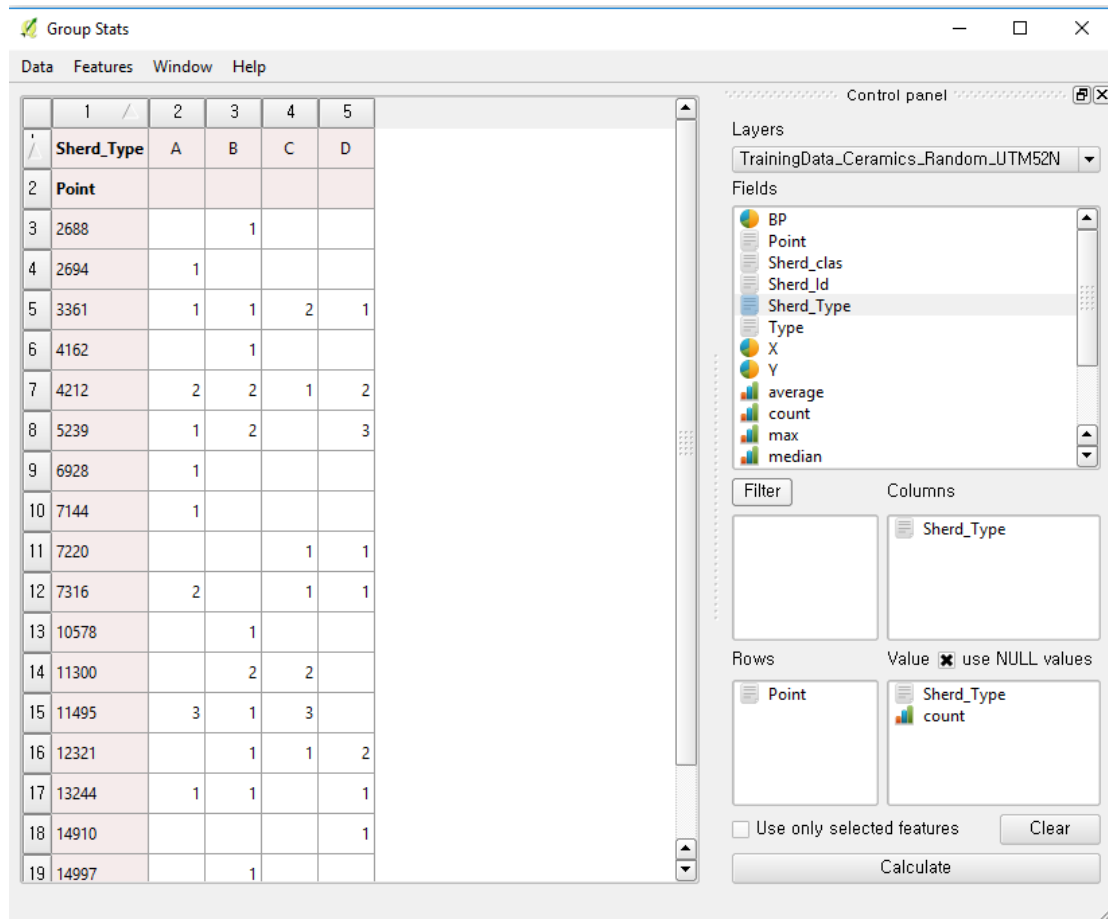 Group Stats
Data Features Window Help
1 2 3 4 5
Sherd_Type A B C D
2 Point
3 2688 1
4 2694 1
5 3361 1 1 2 1
6 4162 1
7 4212 2 2 1 2
8 5239 1 2 3
9 6928 1
10 7144 1
11 7220 1 1
12 7316 2 1 1
13 10578 1
14 11300 2 2
15 11495 3 1 3
16 12321 1 1 2
17 13244 1 1 1
18 14910 1
19 14997 1
Control panel
Layers
TrainingData_Ceramics_Random_UTM52N
Fields
BP
Point
Sherd_clas
Sherd_Id
Sherd_Type
Type
X
Y
average
count
max
median
Filter Columns
Sherd_Type
Rows Value use NULL values
Point Sherd_Type
count
Use only selected features Clear
Calculate